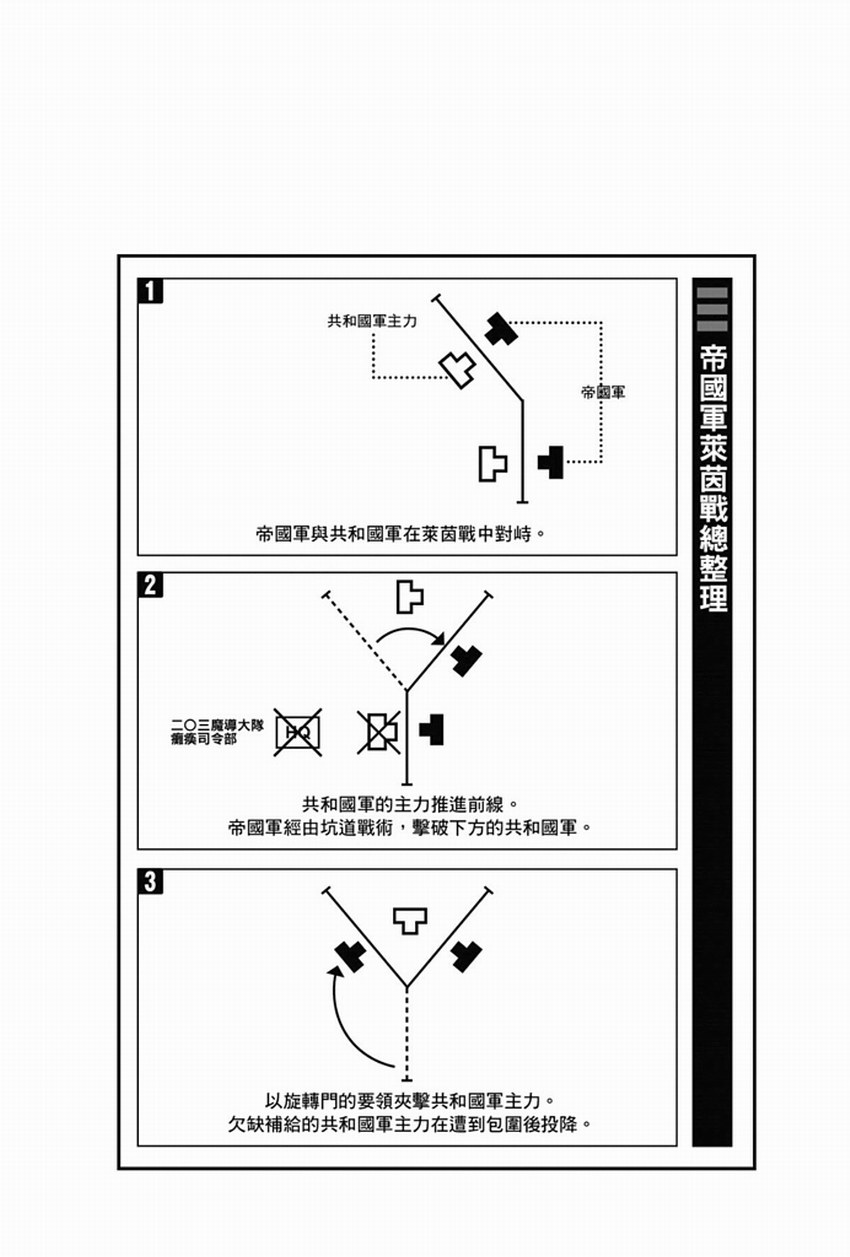 帝國軍萊茵戰總整理
1
共和國軍主力
帝國軍
帝國軍與共和國軍在萊茵戰中對峙。
2
二〇三魔導大隊
癱瘓司令部
HQ
共和國軍的主力推進前線。
帝國軍經由坑道戰術，擊破下方的共和國軍。
3
以旋轉門的要領夾擊共和國軍主力。
欠缺補給的共和國軍主力在遭到包圍後投降。